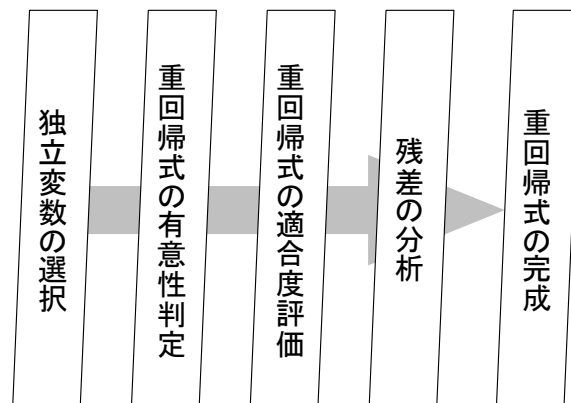 独立変数の選択
重回帰式の有意性判定
重回帰式の適合度評価
残差の分析
重回帰式の完成